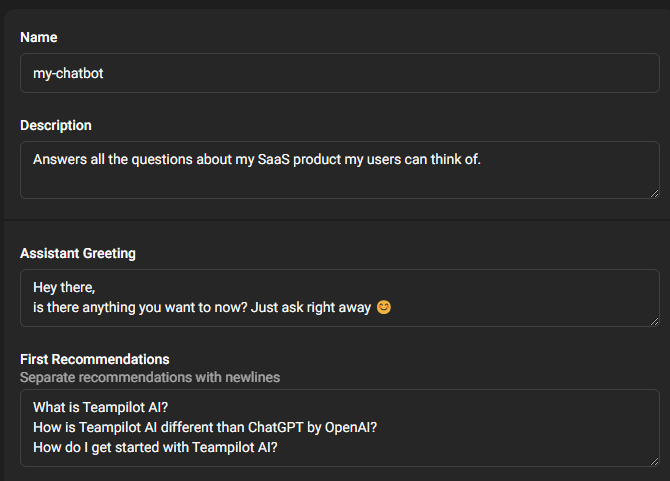 Name
my-chatbot
Description
Answers all the questions about my SaaS product my users can think of.
Assistant Greeting
Hey there,
is there anything you want to now? Just ask right away 😊
First Recommendations
Separate recommendations with newlines
What is Teampilot AI?
How is Teampilot AI different than ChatGPT by OpenAI?
How do I get started with Teampilot AI?